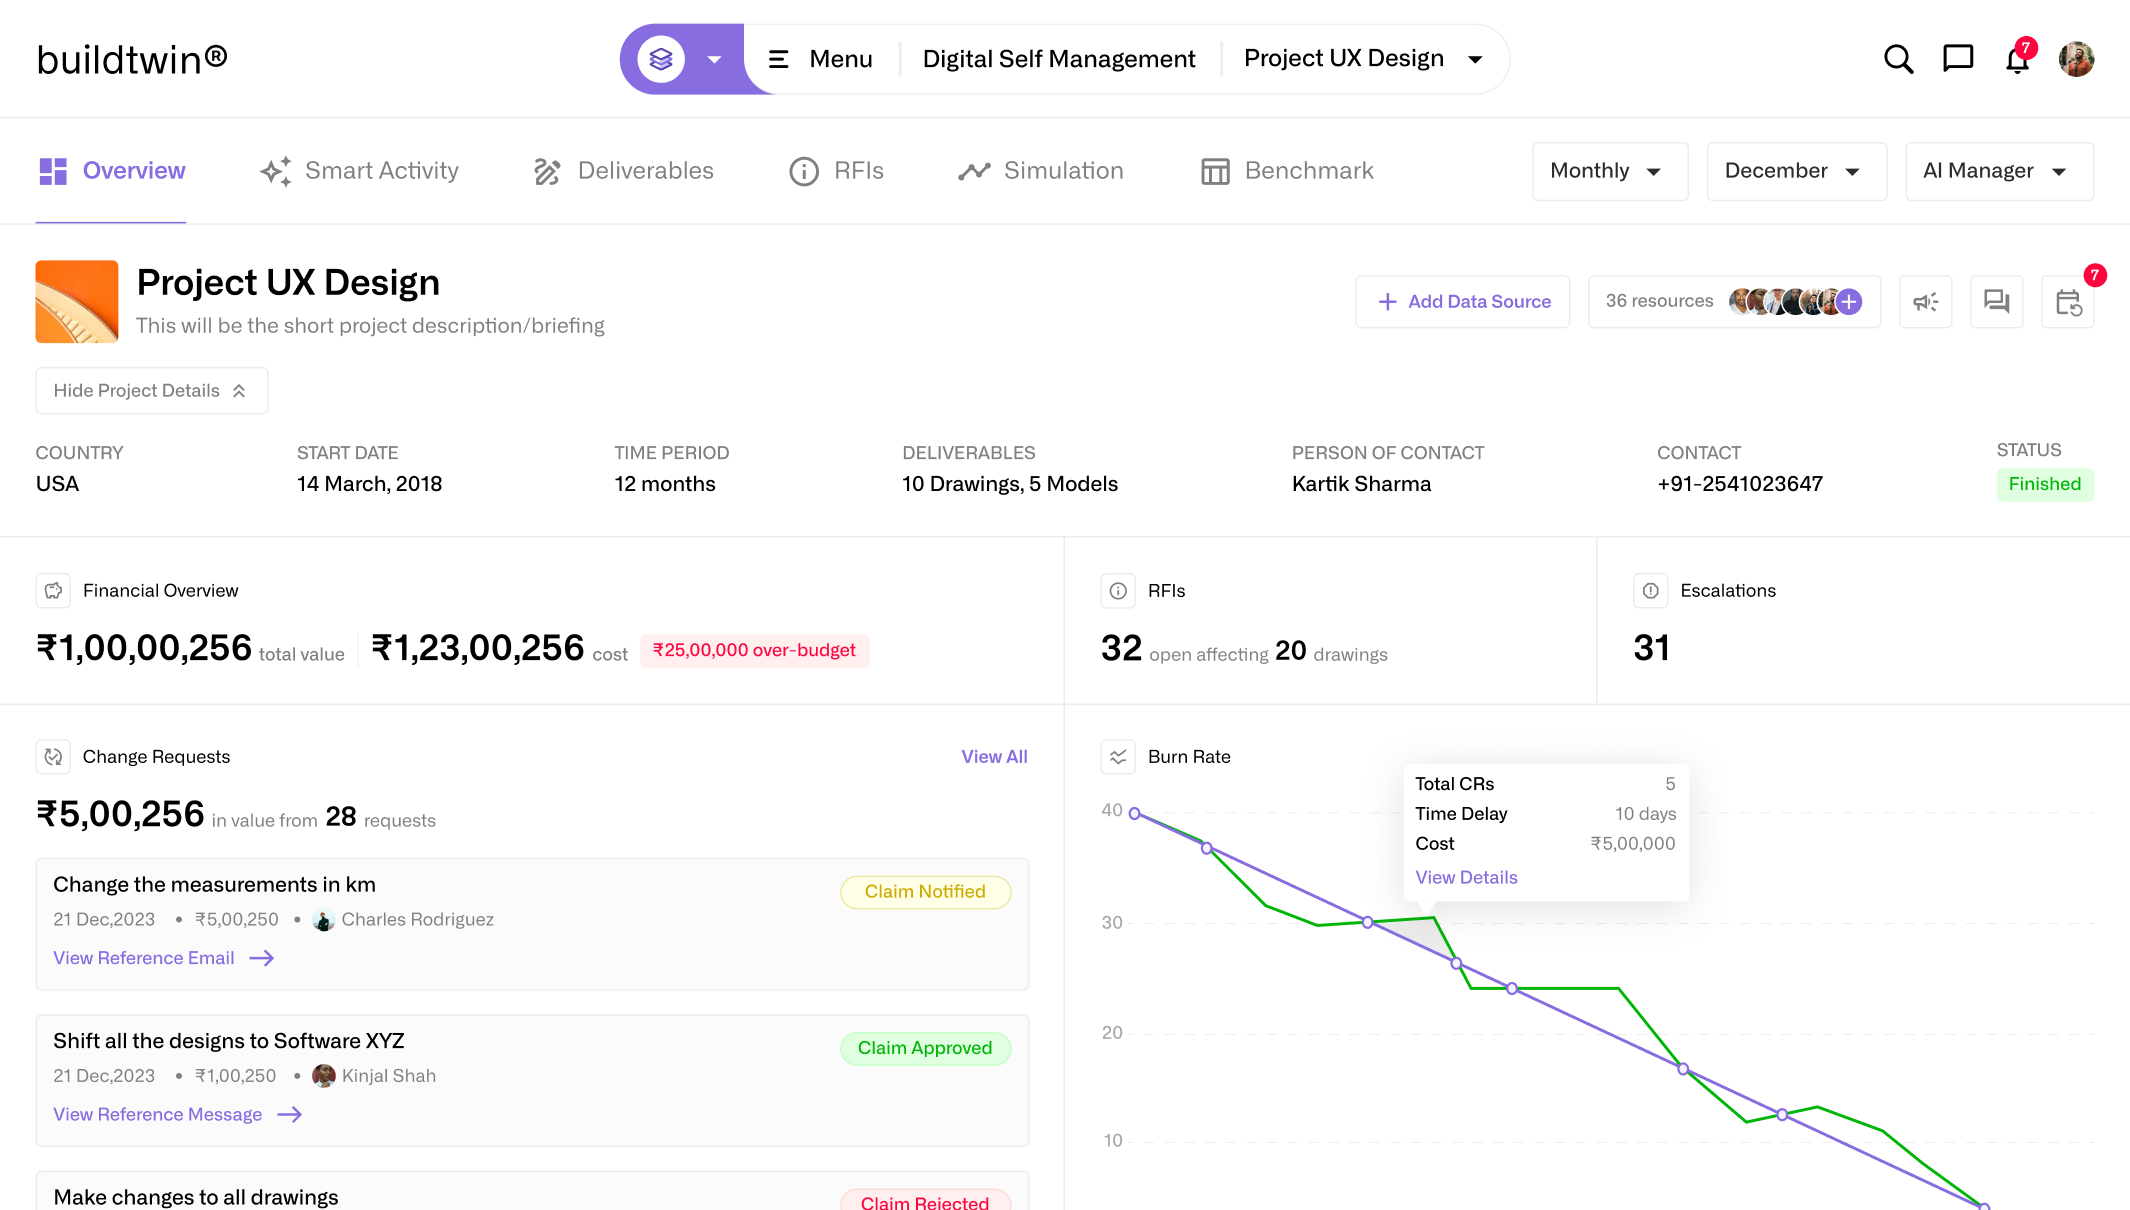 buildtwin®
Menu
Digital Self Management
Project UX Design
7
Overview
Smart Activity
Deliverables
RFIs
Simulation
Benchmark
Monthly
December
AI Manager
Project UX Design
This will be the short project description/briefing
Add Data Source
36 resources
7
Hide Project Details
COUNTRY
USA
START DATE
14 March, 2018
TIME PERIOD
12 months
DELIVERABLES
10 Drawings, 5 Models
PERSON OF CONTACT
Kartik Sharma
CONTACT
+91-2541023647
STATUS
Finished
Financial Overview
₹1,00,00,256 total value
₹1,23,00,256 cost
₹25,00,000 over-budget
RFIs
32 open affecting 20 drawings
Escalations
31
Change Requests
View All
₹5,00,256 in value from 28 requests
Change the measurements in km
Claim Notified
21 Dec,2023 • ₹5,00,250 • Charles Rodriguez
View Reference Email
Shift all the designs to Software XYZ
Claim Approved
21 Dec,2023 • ₹1,00,250 • Kinjal Shah
View Reference Message
Make changes to all drawings
Claim Rejected
Burn Rate
Total CRs 5
Time Delay 10 days
Cost ₹5,00,000
View Details
40
30
20
10